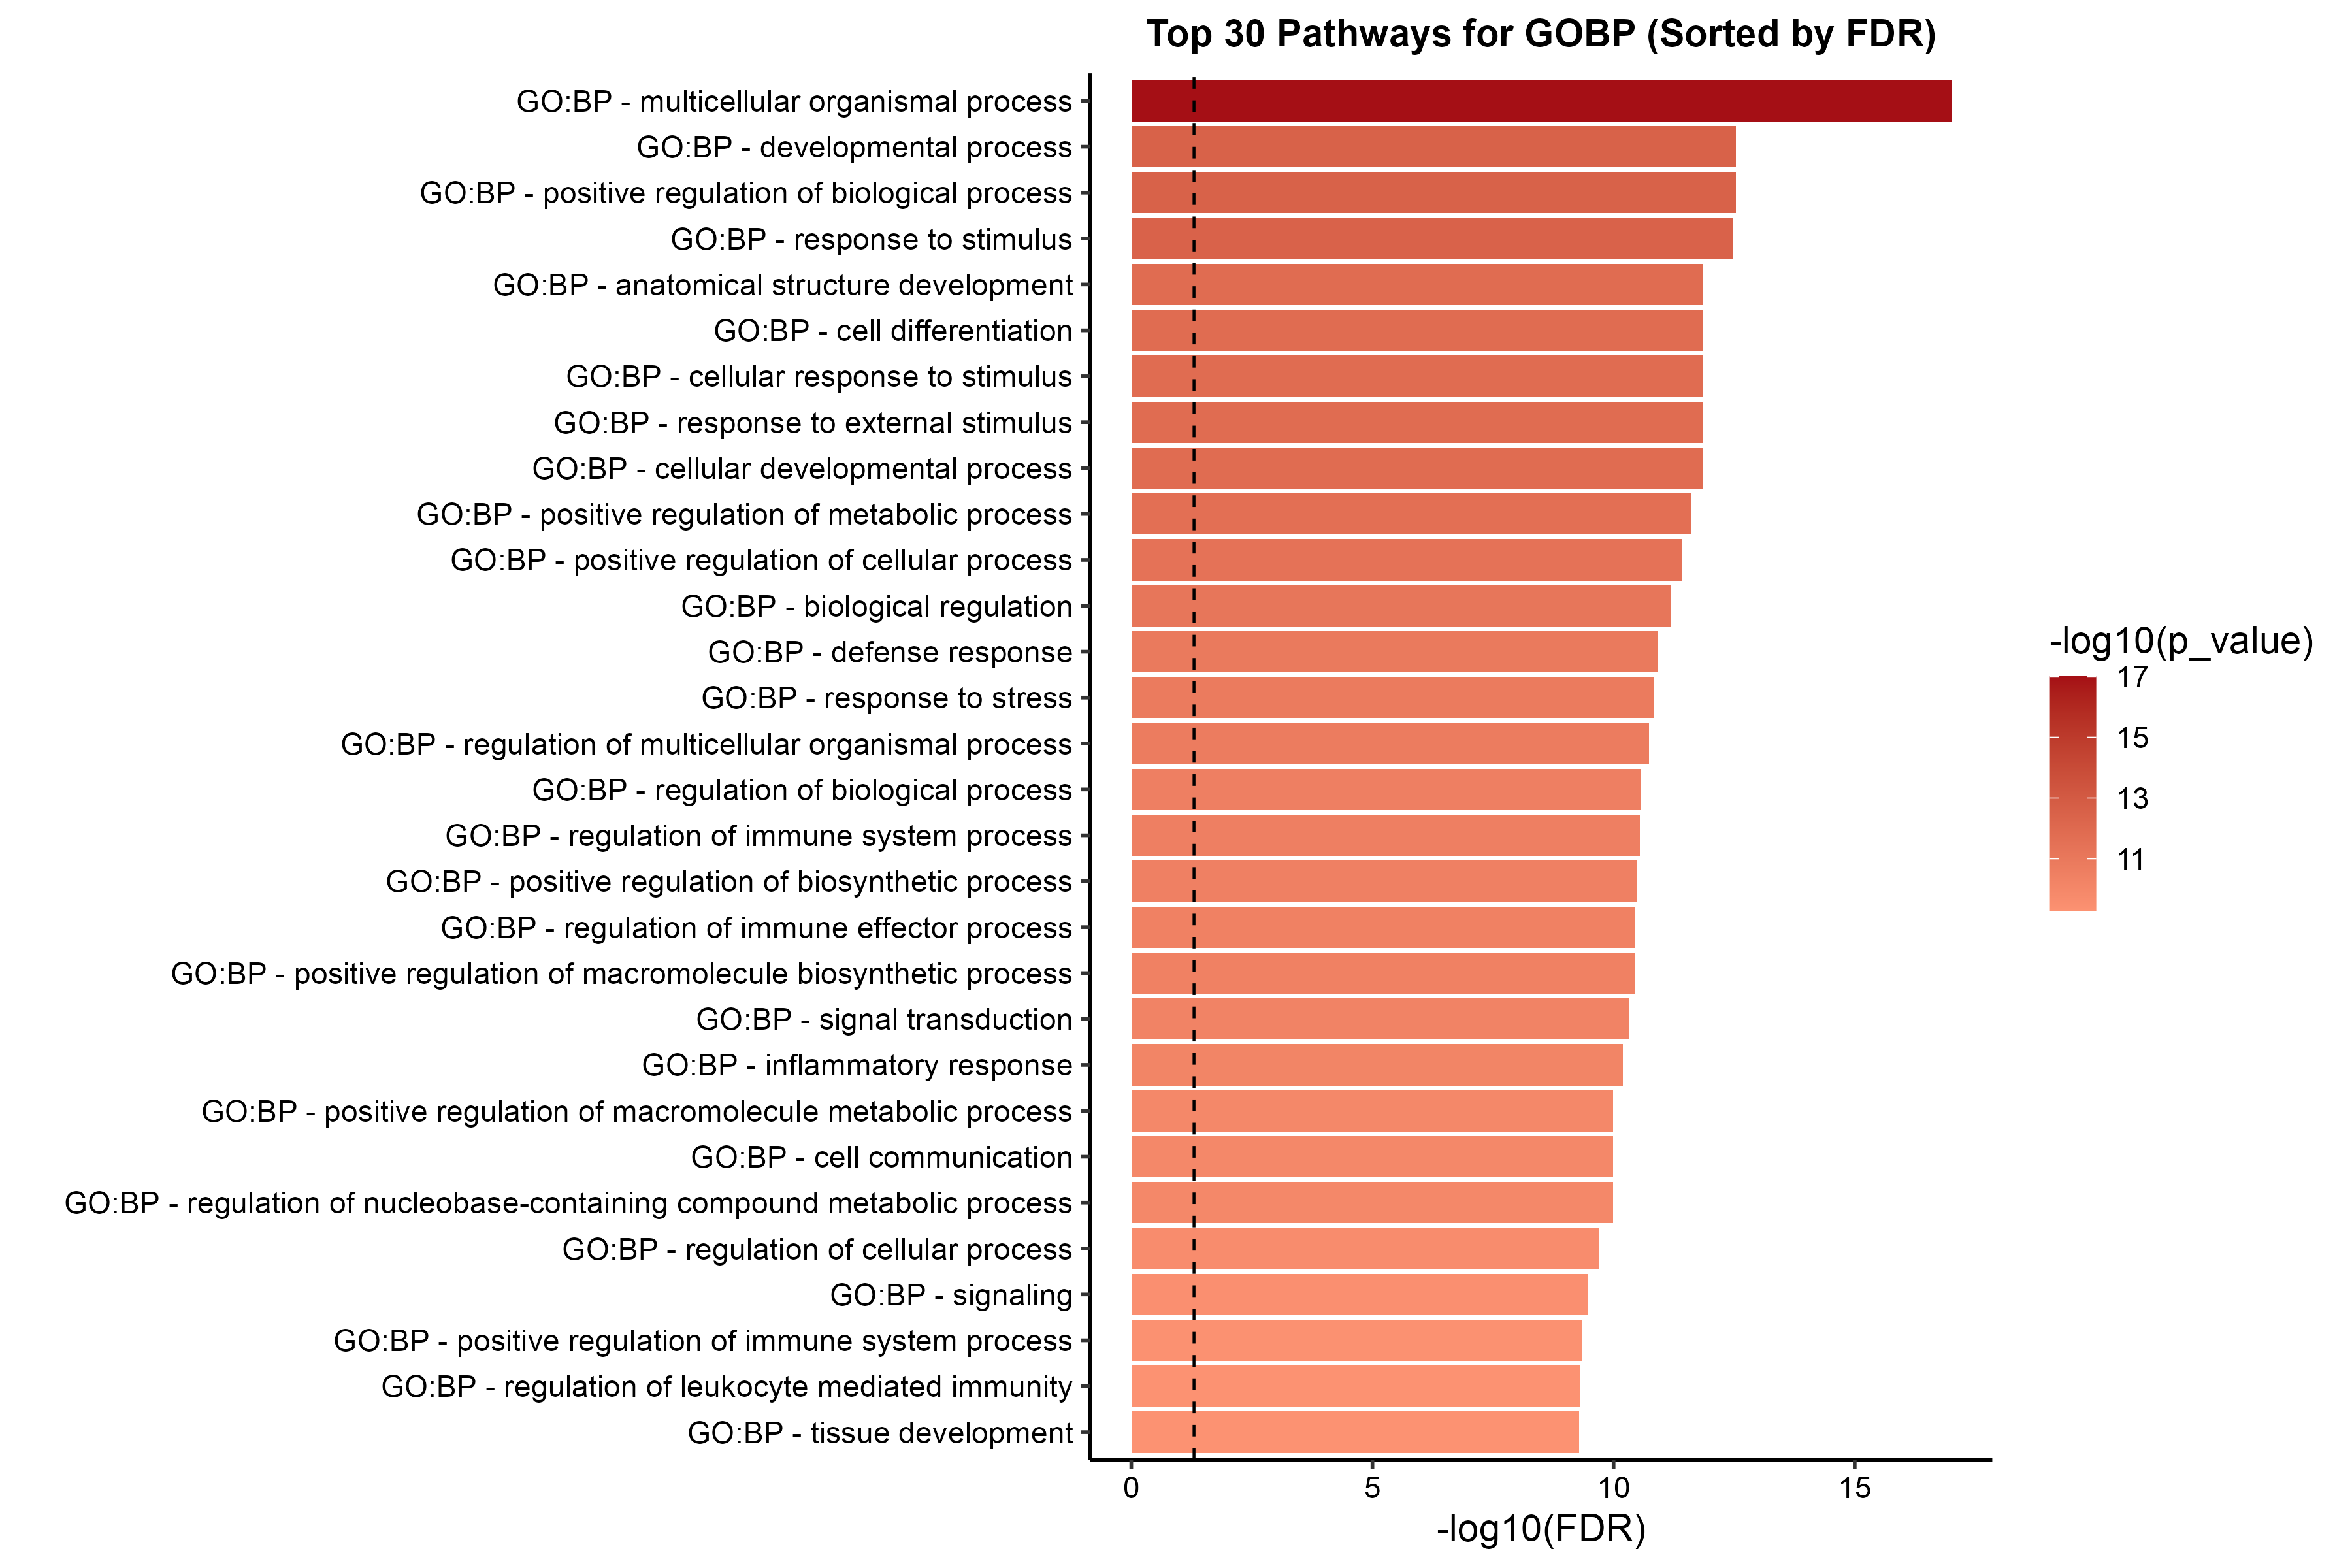 Top 30 Pathways for GOBP (Sorted by FDR)
GO:BP - multicellular organismal process
GO:BP - developmental process
GO:BP - positive regulation of biological process
GO:BP - response to stimulus
GO:BP - anatomical structure development
GO:BP - cell differentiation
GO:BP - cellular response to stimulus
GO:BP - response to external stimulus
GO:BP - cellular developmental process
GO:BP - positive regulation of metabolic process
GO:BP - positive regulation of cellular process
GO:BP - biological regulation
GO:BP - defense response
GO:BP - response to stress
GO:BP - regulation of multicellular organismal process
GO:BP - regulation of biological process
GO:BP - regulation of immune system process
GO:BP - positive regulation of biosynthetic process
GO:BP - regulation of immune effector process
GO:BP - positive regulation of macromolecule biosynthetic process
GO:BP - signal transduction
GO:BP - inflammatory response
GO:BP - positive regulation of macromolecule metabolic process
GO:BP - cell communication
GO:BP - regulation of nucleobase-containing compound metabolic process
GO:BP - regulation of cellular process
GO:BP - signaling
GO:BP - positive regulation of immune system process
GO:BP - regulation of leukocyte mediated immunity
GO:BP - tissue development
0 5 10 15
-log10(FDR)
-log10(p_value)
17
15
13
11